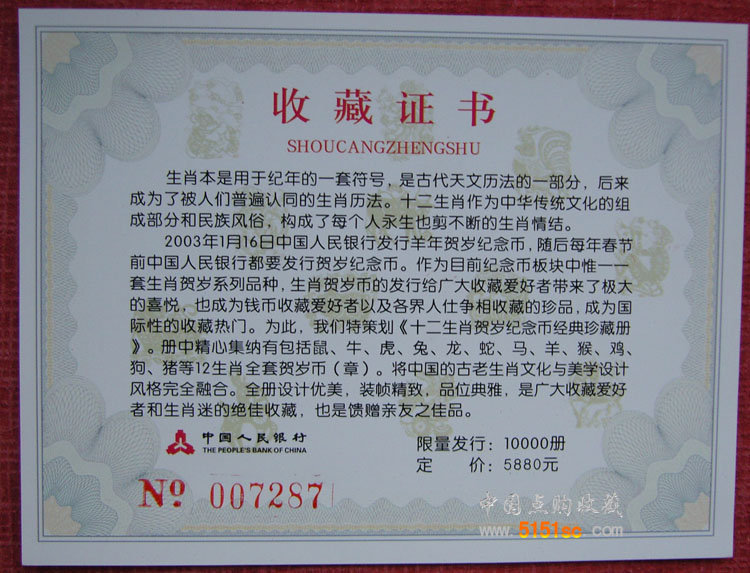 收藏证书
SHOUCANGZHENGSHU
生肖本是用于纪年的一套符号，是古代天文历法的一部分，后来
成为了被人们普遍认同的生肖历法。十二生肖作为中华传统文化的组
成部分和民族风俗，构成了每个人永生也剪不断的生肖情结。
2003年1月16日中国人民银行发行羊年贺岁纪念币，随后每年春节
前中国人民银行都要发行贺岁纪念币。作为目前纪念币板块中惟一一
套生肖贺岁系列品种，生肖贺岁币的发行给广大收藏爱好者带来了极大
的喜悦，也成为钱币收藏爱好者以及各界人仕争相收藏的珍品，成为国
际性的收藏热门。为此，我们特策划《十二生肖贺岁纪念币经典珍藏册
》。册中精心集纳有包括鼠、牛、虎、兔、龙、蛇、马、羊、猴、鸡、
狗、猪等12生肖全套贺岁币（章）。将中国的古老生肖文化与美学设计
风格完全融合。全册设计优美，装帧精致，品位典雅，是广大收藏爱好
者和生肖迷的绝佳收藏，也是馈赠亲友之佳品。
中国人民银行
THE PEOPLE'S BANK OF CHINA
限量发行：10000册
定 价：5880元
Nº 007287
中国点购收藏
www.5151sc.com